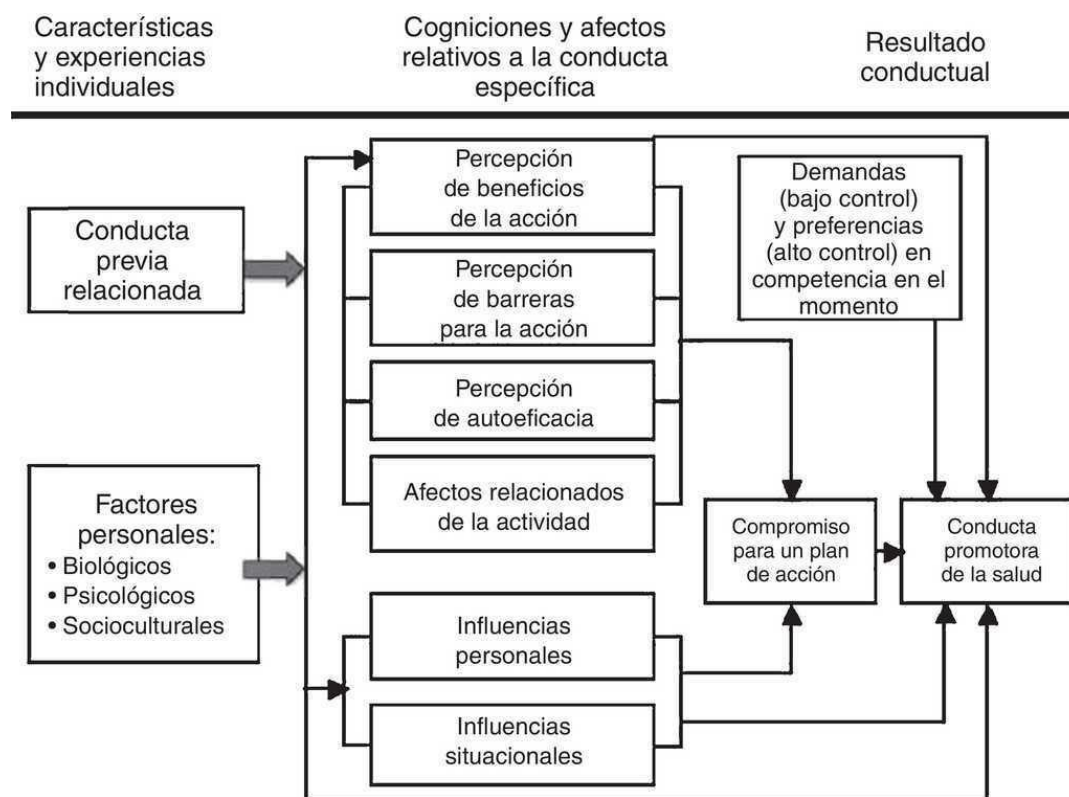 Características
y experiencias
individuales
Cogniciones y afectos
relativos a la conducta
específica
Resultado
conductual
Conducta
previa
relacionada
Factores
personales:
• Biológicos
• Psicológicos
• Socioculturales
Percepción
de beneficios
de la acción
Percepción
de barreras
para la acción
Percepción
de autoeficacia
Afectos relacionados
de la actividad
Influencias
personales
Influencias
situacionales
Demandas
(bajo control)
y preferencias
(alto control) en
competencia en el
momento
Compromiso
para un plan
de acción
Conducta
promotora
de la salud